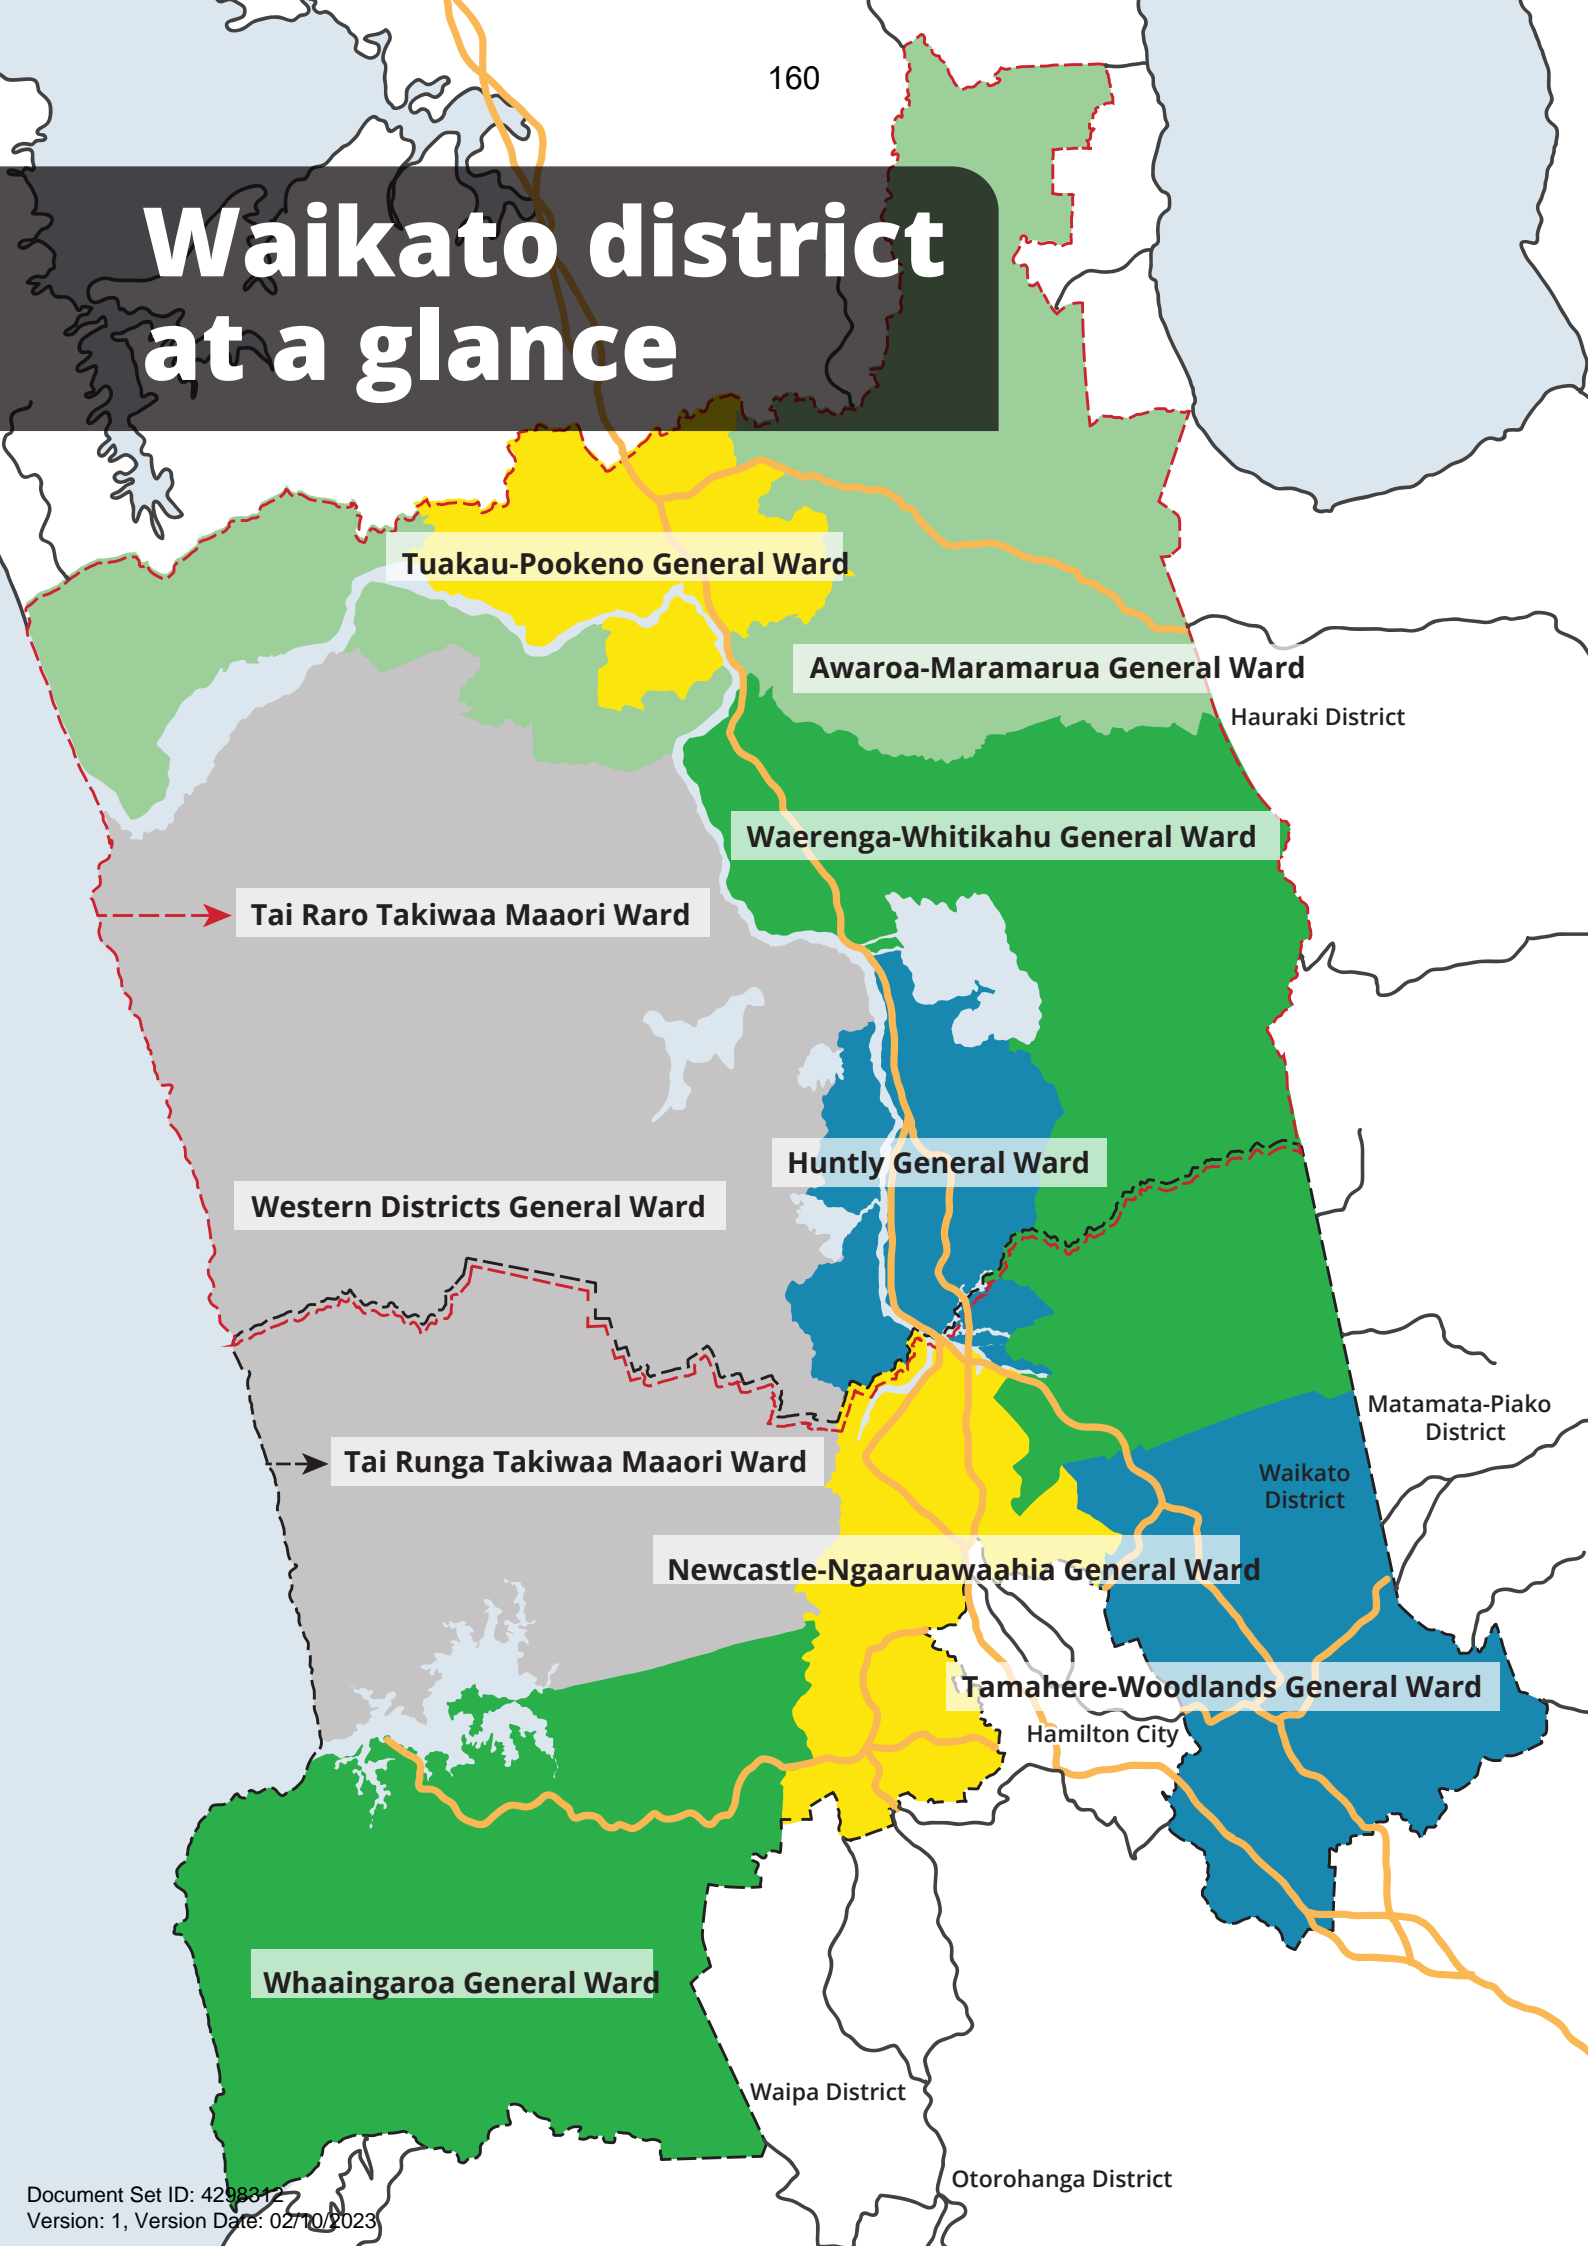 160
Waikato district
at a glance
Tuakau-Pookeno General Ward
Awaroa-Maramarua General Ward
Hauraki District
Waerenga-Whitikahu General Ward
Tai Raro Takiwaa Maaori Ward
Huntly General Ward
Western Districts General Ward
Matamata-Piako
District
Tai Runga Takiwaa Maaori Ward
Waikato
District
Newcastle-Ngaaruawaahia General Ward
Tamahere-Woodlands General Ward
Hamilton City
Whaaingaroa General Ward
Waipa District
Otorohanga District
Document Set ID: 4298312
Version: 1, Version Date: 02/10/2023